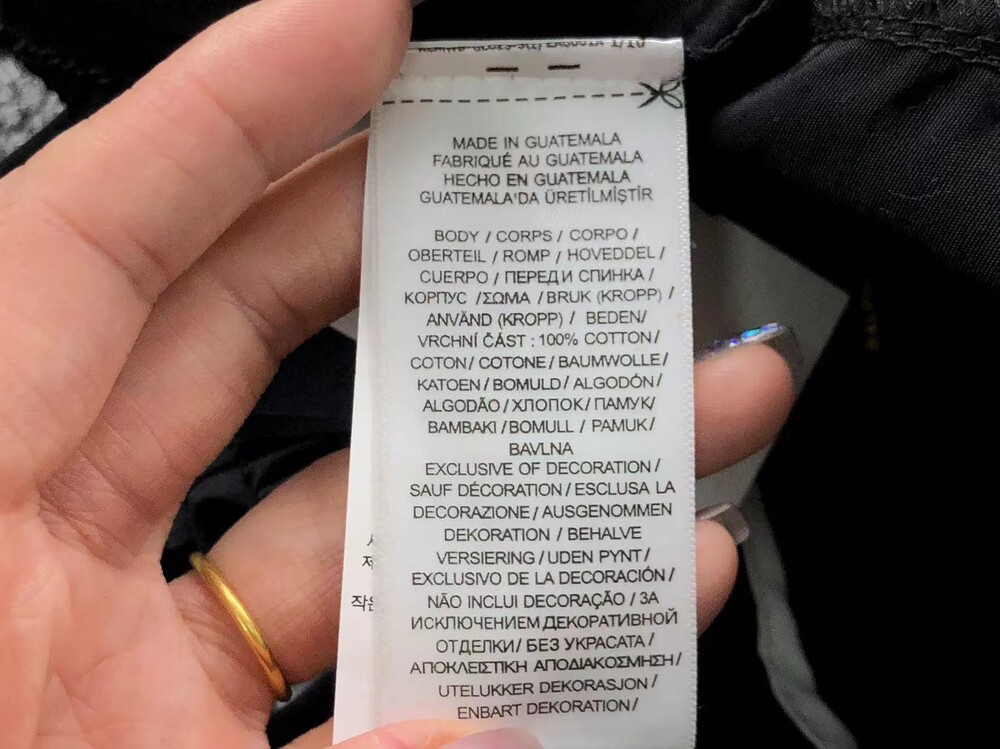 MADE IN GUATEMALA
FABRIQUÉ AU GUATEMALA
HECHO EN GUATEMALA
GUATEMALA'DA ÜRETİLMİŞTİR
BODY / CORPS / CORPO /
OBERTEIL / ROMP / HOVEDDEL /
CUERPO / ПЕРЕД И СПИНКА /
КОРПУС /ΣΩΜΑ / BRUK (KROPP) /
ANVÄND (KROPP) / BEDEN/
VRCHNÍ ČÁST : 100% COTTON/
COTON/ COTONE / BAUMWOLLE /
KATOEN / BOMULD / ALGODÓN /
ALGODÃO / ХЛОПОК/ ПАМУК/
BAMBAKI / BOMULL / PAMUK /
BAVLNA
EXCLUSIVE OF DECORATION /
SAUF DÉCORATION / ESCLUSA LA
DECORAZIONE / AUSGENOMMEN
DEKORATION / BEHALVE
VERSIERING / UDEN PYNT /
EXCLUSIVO DE LA DECORACIÓN /
NÃO INCLUI DECORAÇÃO / ЗА
ИСКЛЮЧЕНИЕМ ДЕКОРАТИВНОЙ
ОТДЕЛКИ/ БЕЗ УКРАСАТА /
ΑΠΟΚΛΕΙΣΤΙΚΗ ΑΠΟΔΙΑΚΟΣΜΗΣΗ /
UTELUKKER DEKORASJON /
ENBART DEKORATION /